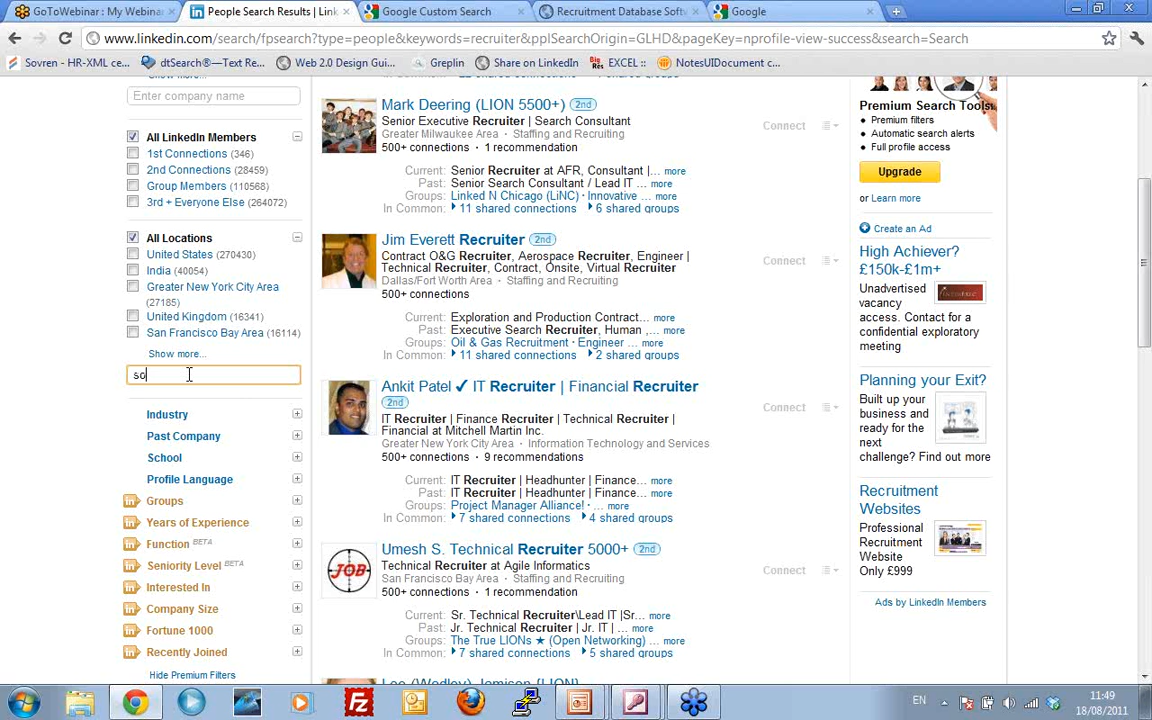 GoToWebinar : My Webinar
People Search Results | Link
Google Custom Search
Recruitment Database Softw
Google
www.linkedin.com/search/fpsearch?type=people&keywords=recruiter&pplSearchOrigin=GLHD&pageKey=nprofile-view-success&search=Search
Sovren - HR-XML ce...
dtSearch®—Text Re...
Web 2.0 Design Gui...
Greplin
Share on LinkedIn
EXCEL ::
NotesUIDocument c...
Enter company name
All LinkedIn Members
1st Connections (346)
2nd Connections (28459)
Group Members (110568)
3rd + Everyone Else (264072)
All Locations
United States (270430)
India (40054)
Greater New York City Area
(27185)
United Kingdom (16341)
San Francisco Bay Area (16114)
Show more...
so
Industry
Past Company
School
Profile Language
Groups
Years of Experience
Function BETA
Seniority Level BETA
Interested In
Company Size
Fortune 1000
Recently Joined
Hide Premium Filters
Mark Deering (LION 5500+) 2nd
Senior Executive Recruiter | Search Consultant
Greater Milwaukee Area · Staffing and Recruiting
500+ connections · 1 recommendation
Connect
Current: Senior Recruiter at AFR, Consultant |... more
Past: Senior Search Consultant / Lead IT ... more
Groups: Linked N Chicago (LiNC) · Innovative ... more
In Common: 11 shared connections 6 shared groups
Jim Everett Recruiter 2nd
Contract O&G Recruiter, Aerospace Recruiter, Engineer |
Technical Recruiter, Contract, Onsite, Virtual Recruiter
Dallas/Fort Worth Area · Staffing and Recruiting
500+ connections
Connect
Current: Exploration and Production Contract... more
Past: Executive Search Recruiter, Human ,... more
Groups: Oil & Gas Recruitment · Engineer ... more
In Common: 11 shared connections 2 shared groups
Ankit Patel ✔ IT Recruiter | Financial Recruiter
2nd
IT Recruiter | Finance Recruiter | Technical Recruiter |
Financial at Mitchell Martin Inc.
Greater New York City Area · Information Technology and Services
500+ connections · 9 recommendations
Connect
Current: IT Recruiter | Headhunter | Finance... more
Past: IT Recruiter | Headhunter | Finance... more
Groups: Project Manager Alliance! · ... more
In Common: 7 shared connections 4 shared groups
Umesh S. Technical Recruiter 5000+ 2nd
Technical Recruiter at Agile Informatics
San Francisco Bay Area · Staffing and Recruiting
500+ connections · 1 recommendation
Connect
JOB
Current: Sr. Technical Recruiter\Lead IT |Sr... more
Past: Jr. Technical Recruiter | Jr. IT | ... more
Groups: The True LIONs ★ (Open Networking) ... more
In Common: 7 shared connections 5 shared groups
Premium Search Tools:
Premium filters
Automatic search alerts
Full profile access
Upgrade
or Learn more
Create an Ad
High Achiever?
£150k-£1m+
Unadvertised
vacancy
access. Contact for
a confidential exploratory
meeting
Planning your Exit?
Built up your
business and
ready for the
next
challenge? Find out more
Recruitment
Websites
Professional
Recruitment
Website
Only £999
Ads by LinkedIn Members
EN
11:49
18/08/2011